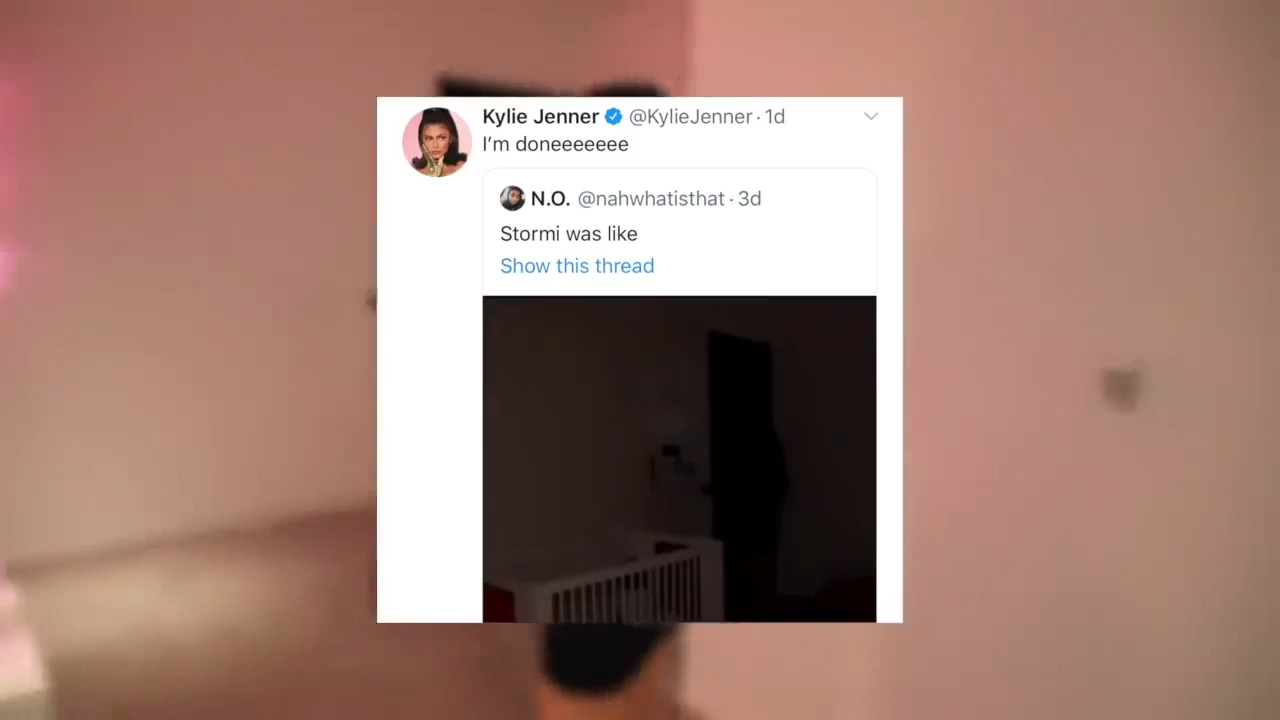 Kylie Jenner @KylieJenner · 1d
I'm doneeeeeee
N.O. @nahwhatisthat · 3d
Stormi was like
Show this thread